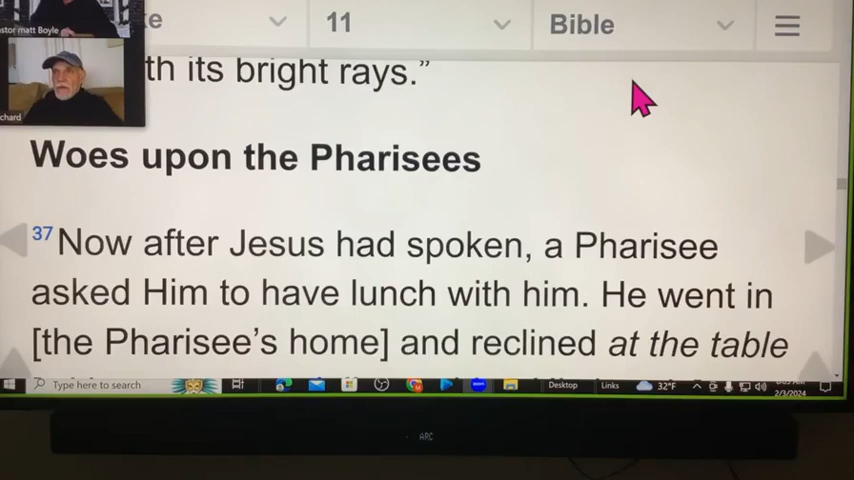 stor matt Boyle
chard
ke
11
Bible
th its bright rays.”
Woes upon the Pharisees
37 Now after Jesus had spoken, a Pharisee
asked Him to have lunch with him. He went in
[the Pharisee’s home] and reclined at the table
Type here to search
Desktop
Links
32°F
2/3/2024
ARC